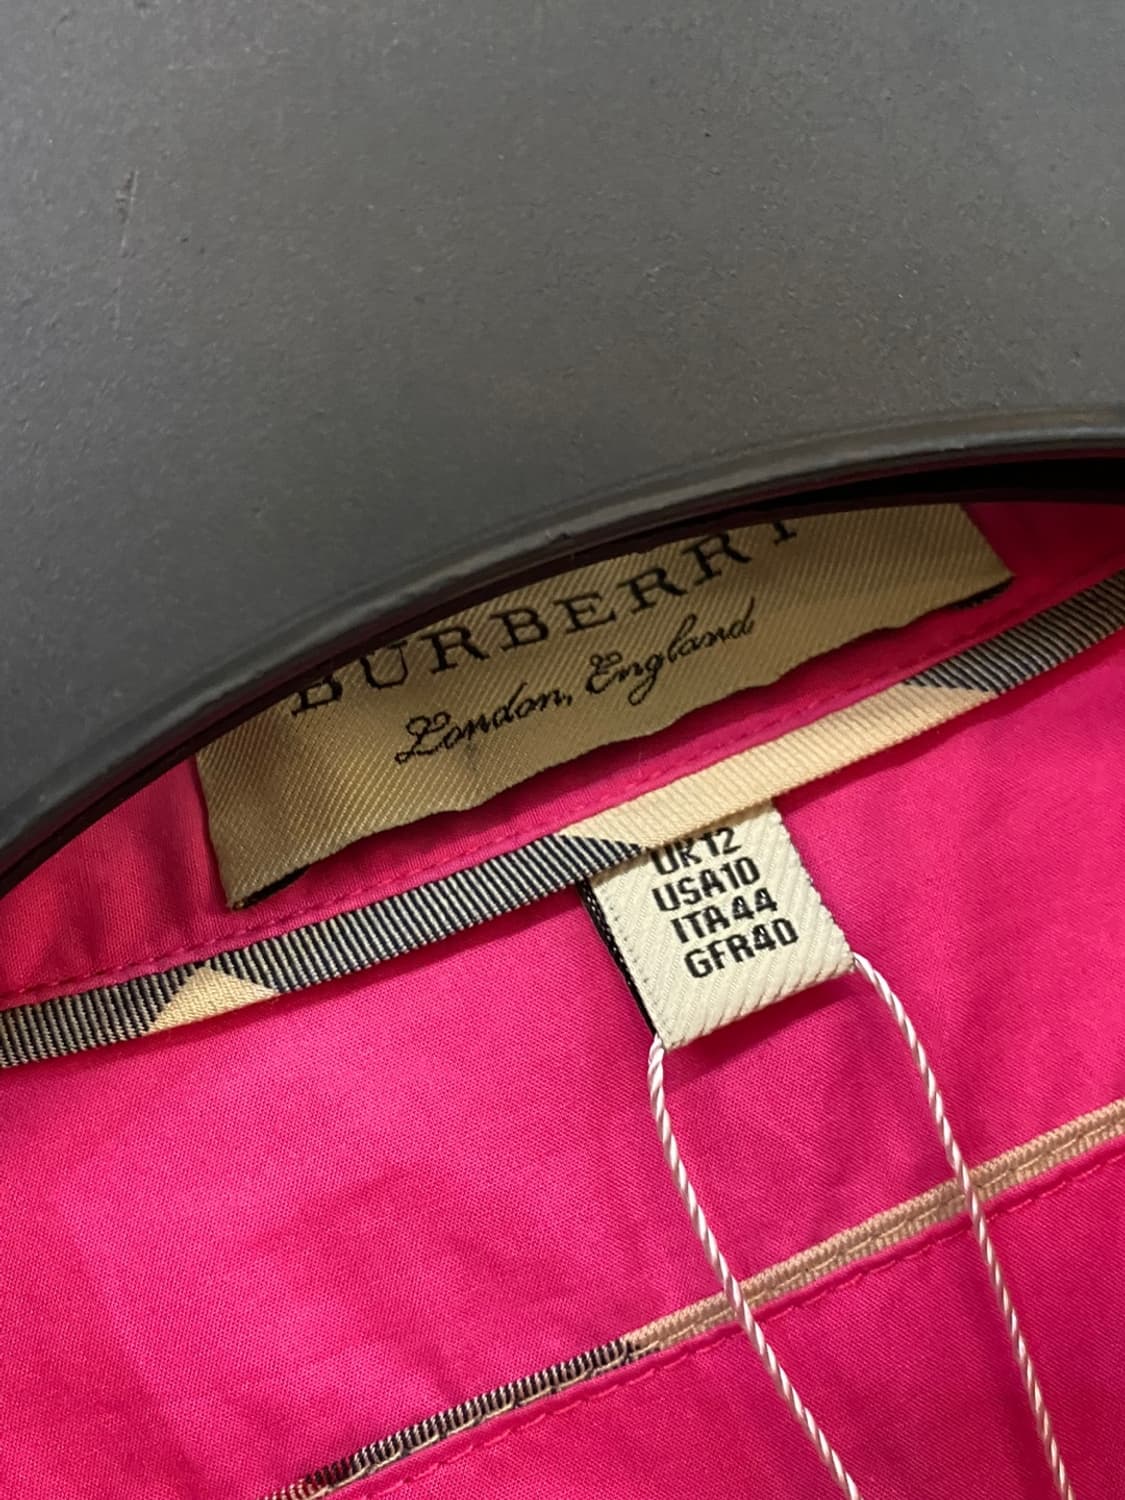 BURBERRY
London, England
UK12
USA10
ITA44
GFR40